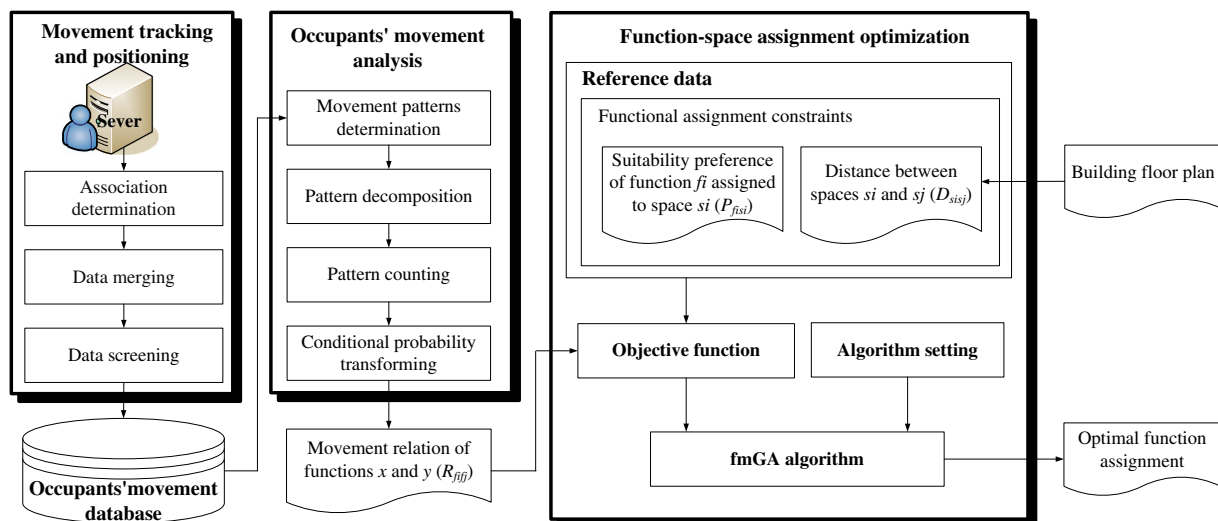 Movement tracking
and positioning
Sever
Association
determination
Data merging
Data screening
Occupants'movement
database
Occupants' movement
analysis
Movement patterns
determination
Pattern decomposition
Pattern counting
Conditional probability
transforming
Movement relation of
functions x and y (Rfifj)
Function-space assignment optimization
Reference data
Functional assignment constraints
Suitability preference
of function fi assigned
to space si (Pfisi)
Distance between
spaces si and sj (Dsisj)
Building floor plan
Objective function
Algorithm setting
fmGA algorithm
Optimal function
assignment